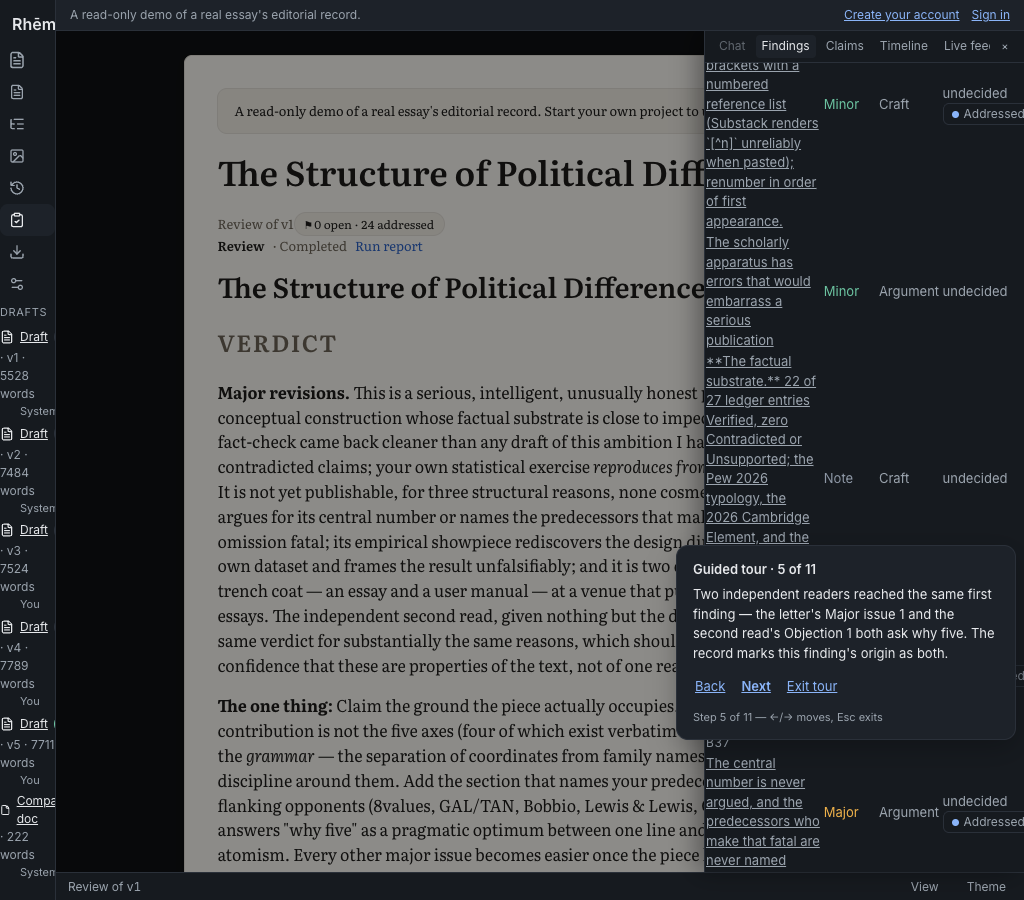 A read-only demo of a real essay's editorial record.
Create your account
Sign in
Rhēm
DRAFTS
Draft
· v1 ·
5528
words
System
Draft
· v2 ·
7484
words
System
Draft
· v3 ·
7524
words
You
Draft
· v4 ·
7789
words
You
Draft
· v5 · 7711
words
You
Compa
doc
· 222
words
System
A read-only demo of a real essay's editorial record. Start your own project to
The Structure of Political Diff
Review of v1
0 open · 24 addressed
Review · Completed Run report
The Structure of Political Difference
VERDICT
Major revisions. This is a serious, intelligent, unusually honest
conceptual construction whose factual substrate is close to impec
fact-check came back cleaner than any draft of this ambition I ha
contradicted claims; your own statistical exercise reproduces fron
It is not yet publishable, for three structural reasons, none cosme
argues for its central number or names the predecessors that mak
omission fatal; its empirical showpiece rediscovers the design di
own dataset and frames the result unfalsifiably; and it is two
trench coat — an essay and a user manual — at a venue that pu
essays. The independent second read, given nothing but the d
same verdict for substantially the same reasons, which shoul
confidence that these are properties of the text, not of one rea
The one thing: Claim the ground the piece actually occupies.
contribution is not the five axes (four of which exist verbatim
the grammar — the separation of coordinates from family names
discipline around them. Add the section that names your predec
flanking opponents (8values, GAL/TAN, Bobbio, Lewis & Lewis,
answers "why five" as a pragmatic optimum between one line and
atomism. Every other major issue becomes easier once the piece
Chat
Findings
Claims
Timeline
Live fee
×
brackets with a
numbered
reference list
(Substack renders
`[^n]` unreliably
when pasted);
renumber in order
of first
appearance.
Minor
Craft
undecided
Addressed
The scholarly
apparatus has
errors that would
embarrass a
serious
publication
Minor
Argument
undecided
**The factual
substrate.** 22 of
27 ledger entries
Verified, zero
Contradicted or
Unsupported; the
Pew 2026
typology, the
2026 Cambridge
Element, and the
Note
Craft
undecided
Guided tour · 5 of 11
Two independent readers reached the same first
finding — the letter's Major issue 1 and the
second read's Objection 1 both ask why five. The
record marks this finding's origin as both.
Back
Next
Exit tour
Step 5 of 11 — ←/→ moves, Esc exits
B37
The central
number is never
argued, and the
predecessors who
make that fatal are
never named
Major
Argument
undecided
Addressed
Review of v1
View
Theme